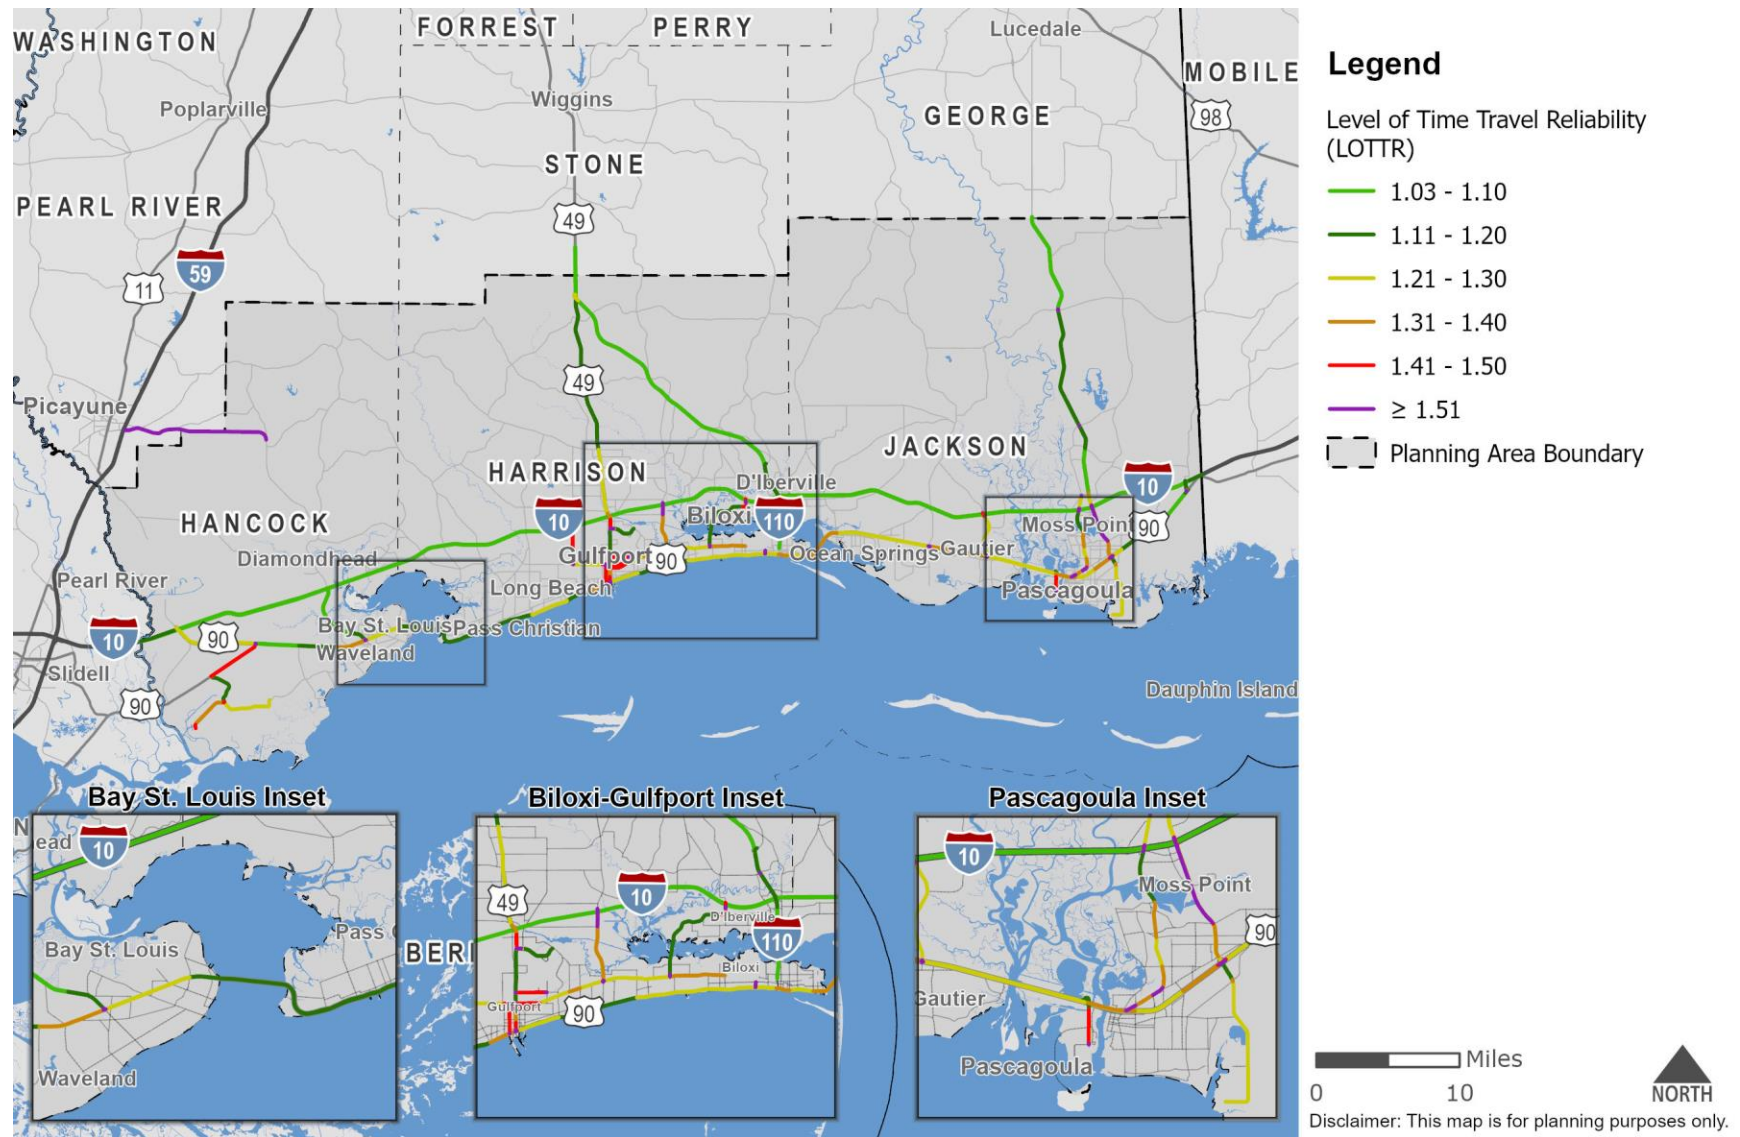 WASHINGTON
FORREST
PERRY
Lucedale
MOBILE
98
Poplarville
Wiggins
GEORGE
STONE
PEARL RIVER
49
59
11
49
Picayune
JACKSON
HARRISON
D'Iberville
10
10
Biloxi
110
Moss Point
90
HANCOCK
Gulfport
90
Ocean Springs
Gautier
Diamondhead
Pearl River
Long Beach
Pascagoula
10
90
Bay St. Louis
Pass Christian
Waveland
Slidell
90
Dauphin Island
Legend
Level of Time Travel Reliability
(LOTTR)
1.03 - 1.10
1.11 - 1.20
1.21 - 1.30
1.31 - 1.40
1.41 - 1.50
≥ 1.51
Planning Area Boundary
Bay St. Louis Inset
N
ead
10
Bay St. Louis
Pass
Waveland
BER
Biloxi-Gulfport Inset
49
10
D'Iberville
110
Biloxi
Gulfport
90
Pascagoula Inset
10
Moss Point
90
Gautier
Pascagoula
Miles
0 10
NORTH
Disclaimer: This map is for planning purposes only.